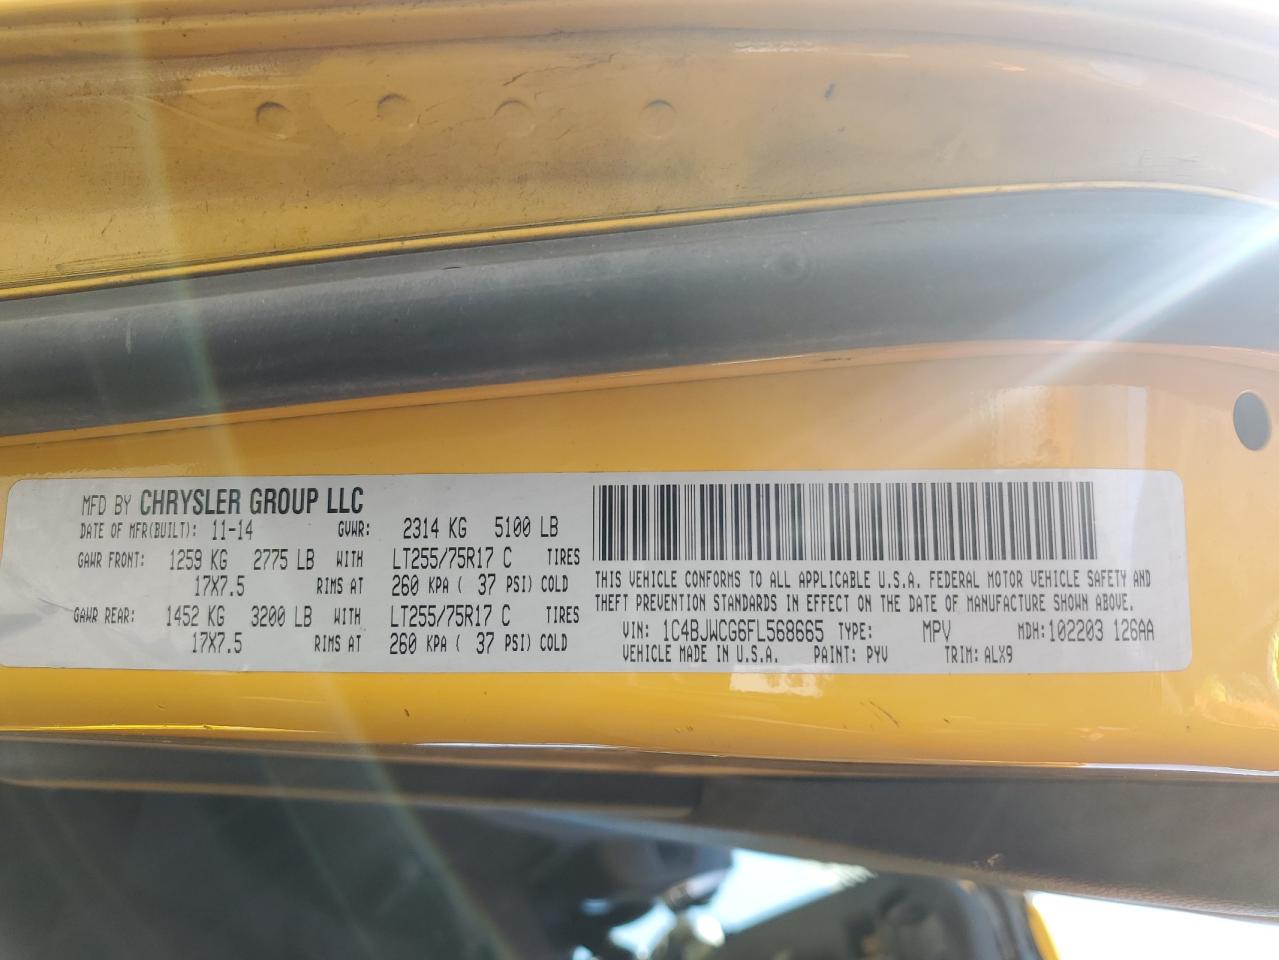 MFD BY CHRYSLER GROUP LLC
DATE OF MFR(BUILT): 11-14 GVWR: 2314 KG 5100 LB
GAWR FRONT: 1259 KG 2775 LB WITH LT255/75R17 C TIRES
17X7.5 RIMS AT 260 KPA ( 37 PSI) COLD
GAWR REAR: 1452 KG 3200 LB WITH LT255/75R17 C TIRES
17X7.5 RIMS AT 260 KPA ( 37 PSI) COLD
THIS VEHICLE CONFORMS TO ALL APPLICABLE U.S.A. FEDERAL MOTOR VEHICLE SAFETY AND
THEFT PREVENTION STANDARDS IN EFFECT ON THE DATE OF MANUFACTURE SHOWN ABOVE.
VIN: 1C4BJWCG6FL568665 TYPE: MPV MDH: 102203 126AA
VEHICLE MADE IN U.S.A. PAINT: PYV TRIM: ALX9